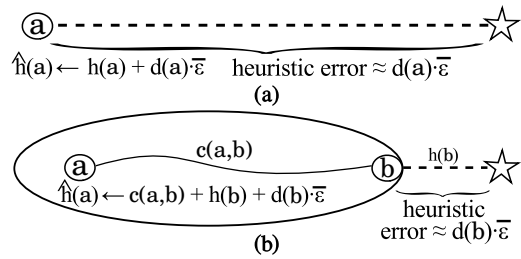 a
ĥ(a) ← h(a) + d(a)·ε̅ heuristic error ≈ d(a)·ε̅
(a)
c(a,b)
a b h(b)
ĥ(a) ← c(a,b) + h(b) + d(b)·ε̅
heuristic
error ≈ d(b)·ε̅
(b)